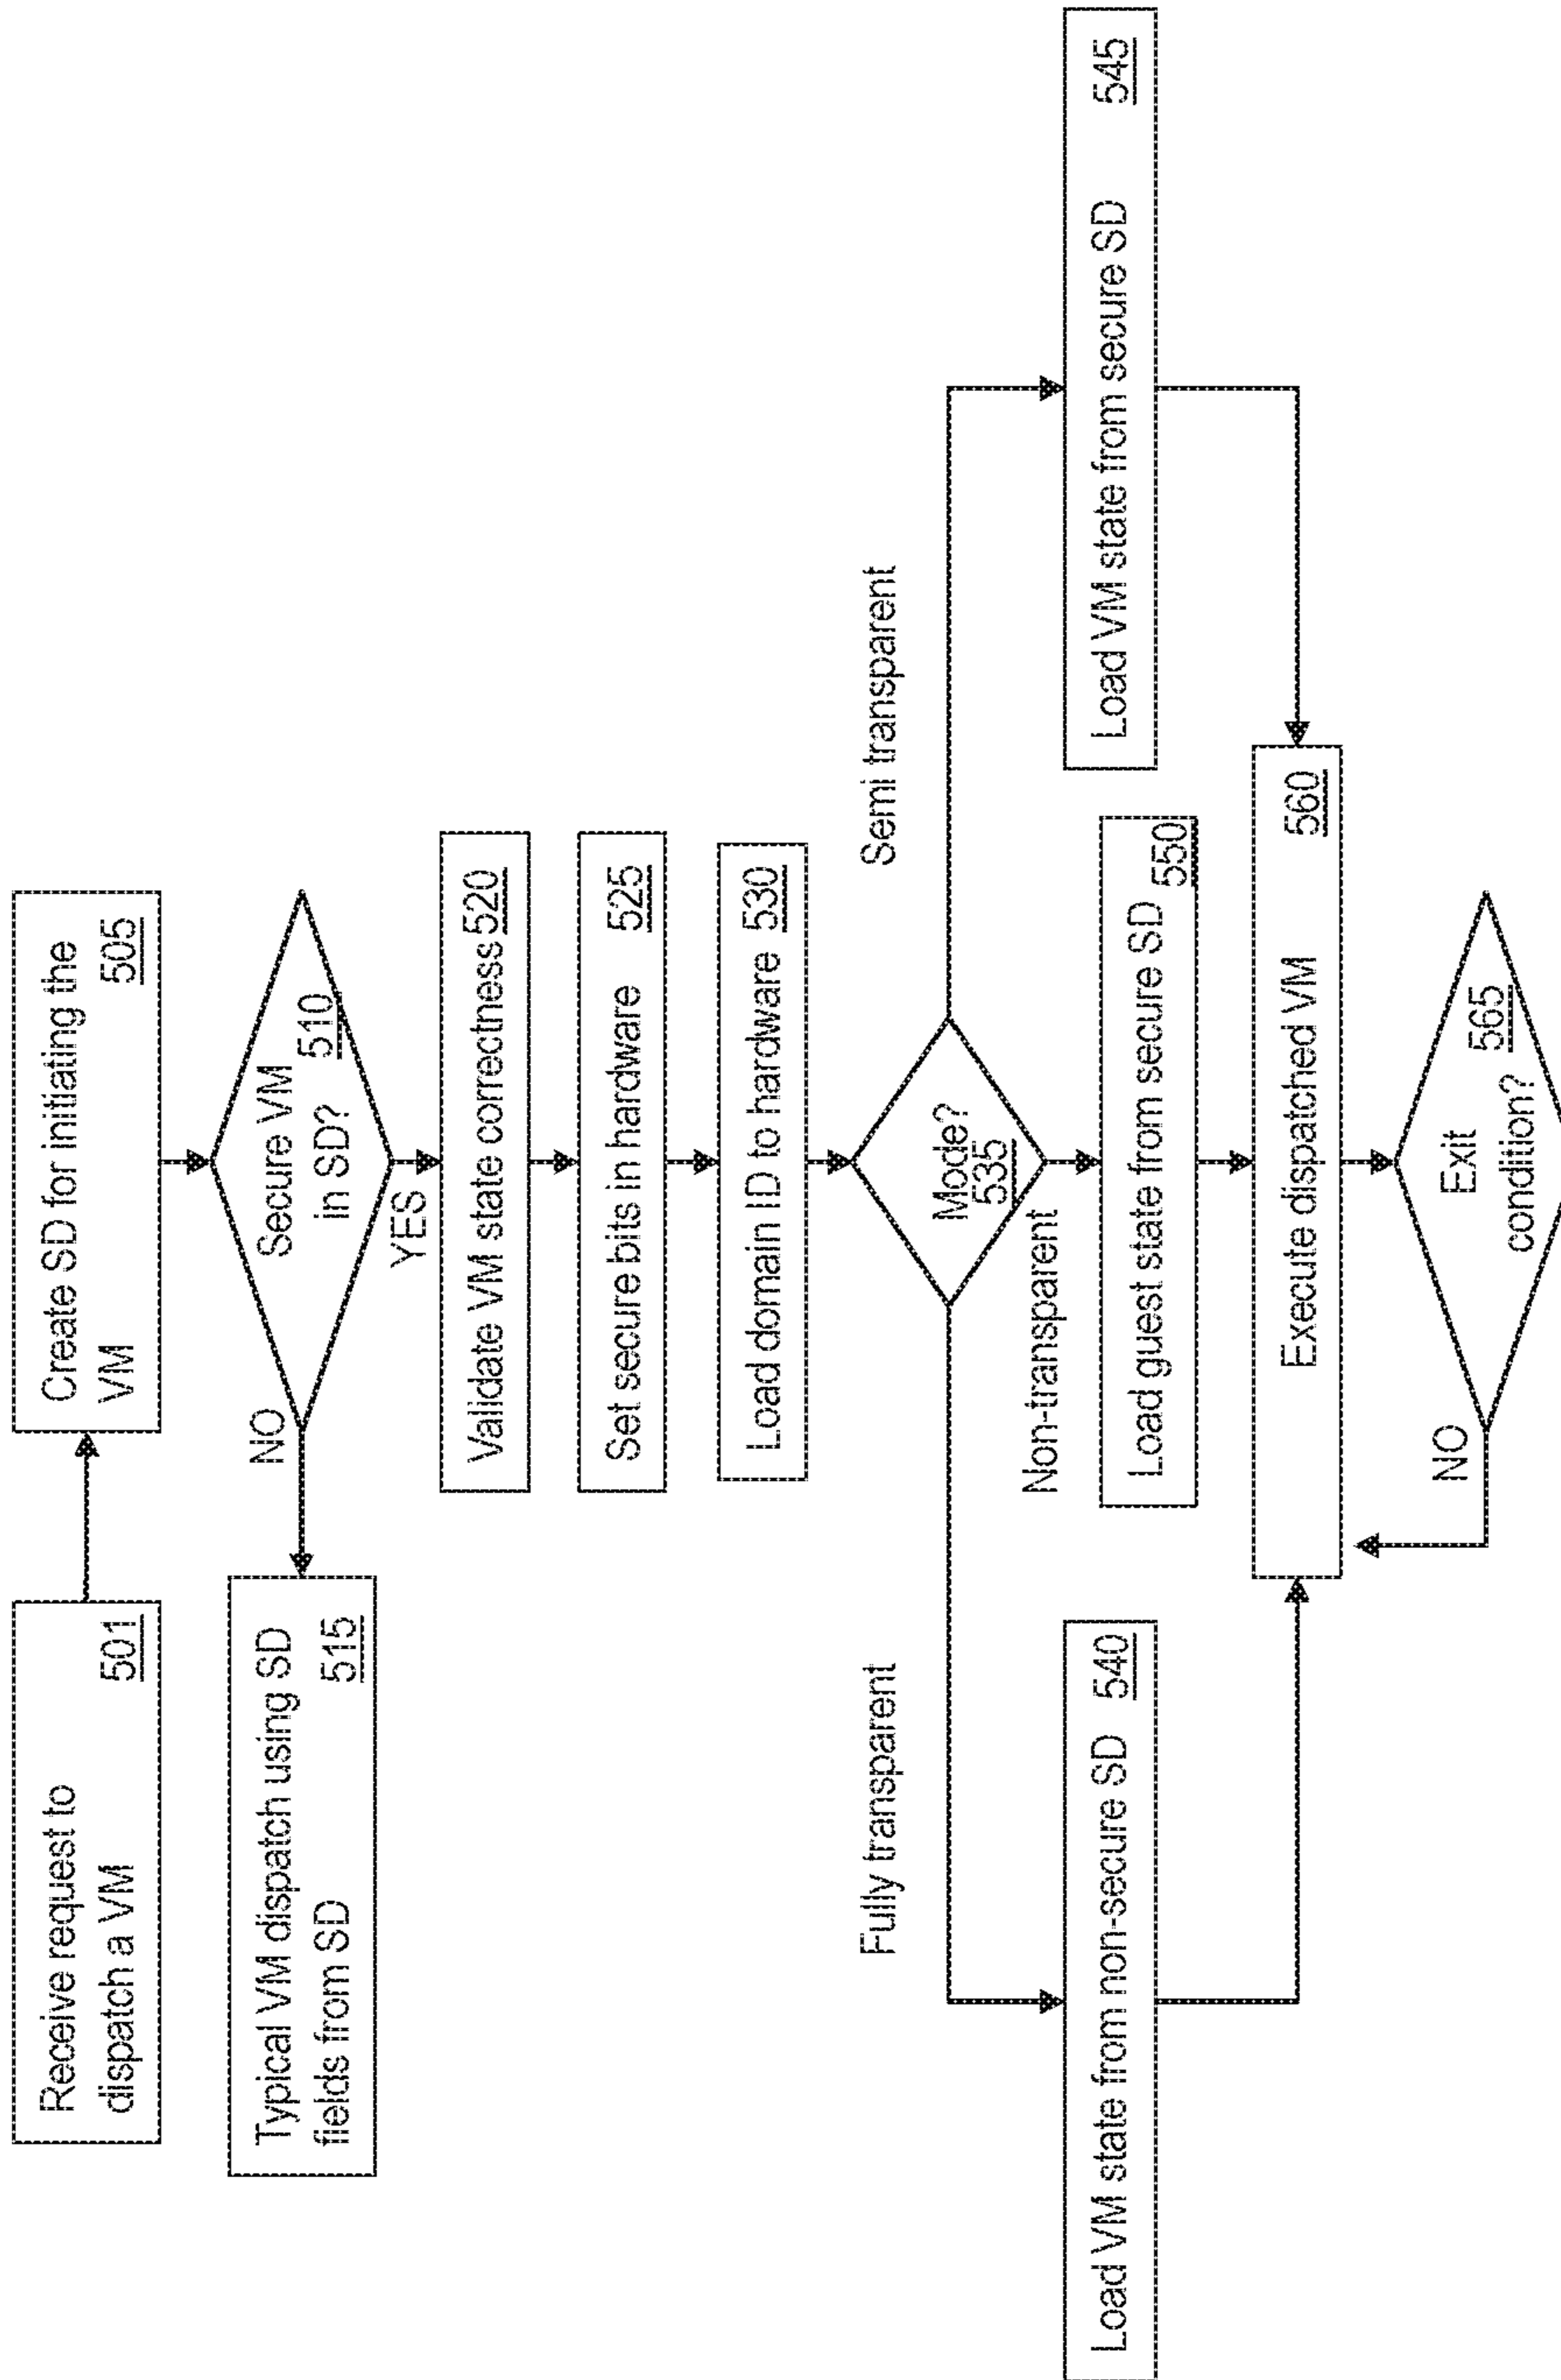 Receive request to
dispatch a VM
501
Create SD for initiating the
VM
505
Secure VM
in SD?
510
NO
YES
Typical VM dispatch using SD
fields from SD
515
Validate VM state correctness 520
Set secure bits in hardware 525
Load domain ID to hardware 530
Mode?
535
Fully transparent
Non-transparent
Semi transparent
Load VM state from non-secure SD 540
Load guest state from secure SD
550
Load VM state from secure SD 545
Execute dispatched VM 560
Exit
condition?
565
NO